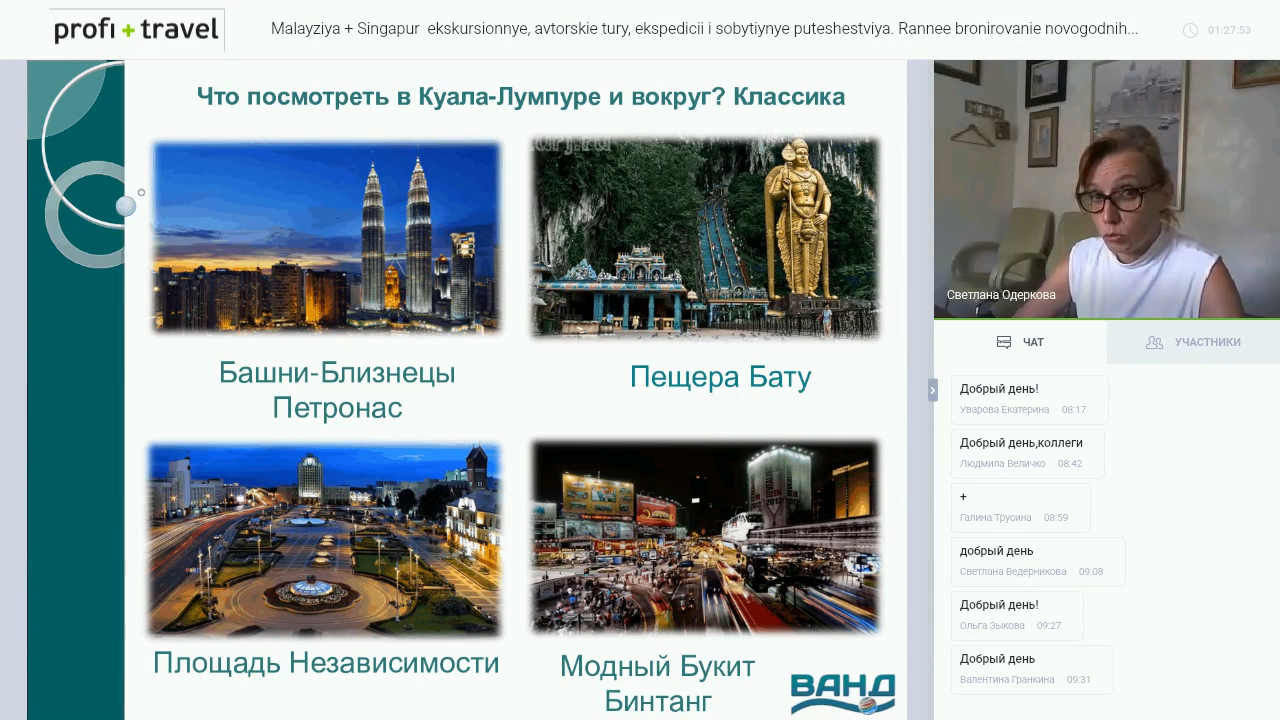 profi + travel
Malayziya + Singapur ekskursionnye, avtorskie tury, ekspedicii i sobytiynye puteshestviya. Rannee bronirovanie novogodnih...
01:27:53
Что посмотреть в Куала-Лумпуре и вокруг? Классика
Башни-Близнецы
Петронас
Пещера Бату
Площадь Независимости
Модный Букит
Бинтанг
ВАНД
Светлана Одеркова
ЧАТ
УЧАСТНИКИ
Добрый день!
Уварова Екатерина 08:17
Добрый день,коллеги
Людмила Величко 08:42
+
Галина Трусина 08:59
добрый день
Светлана Ведерникова 09:08
Добрый день!
Ольга Зыкова 09:27
Добрый день
Валентина Гранкина 09:31